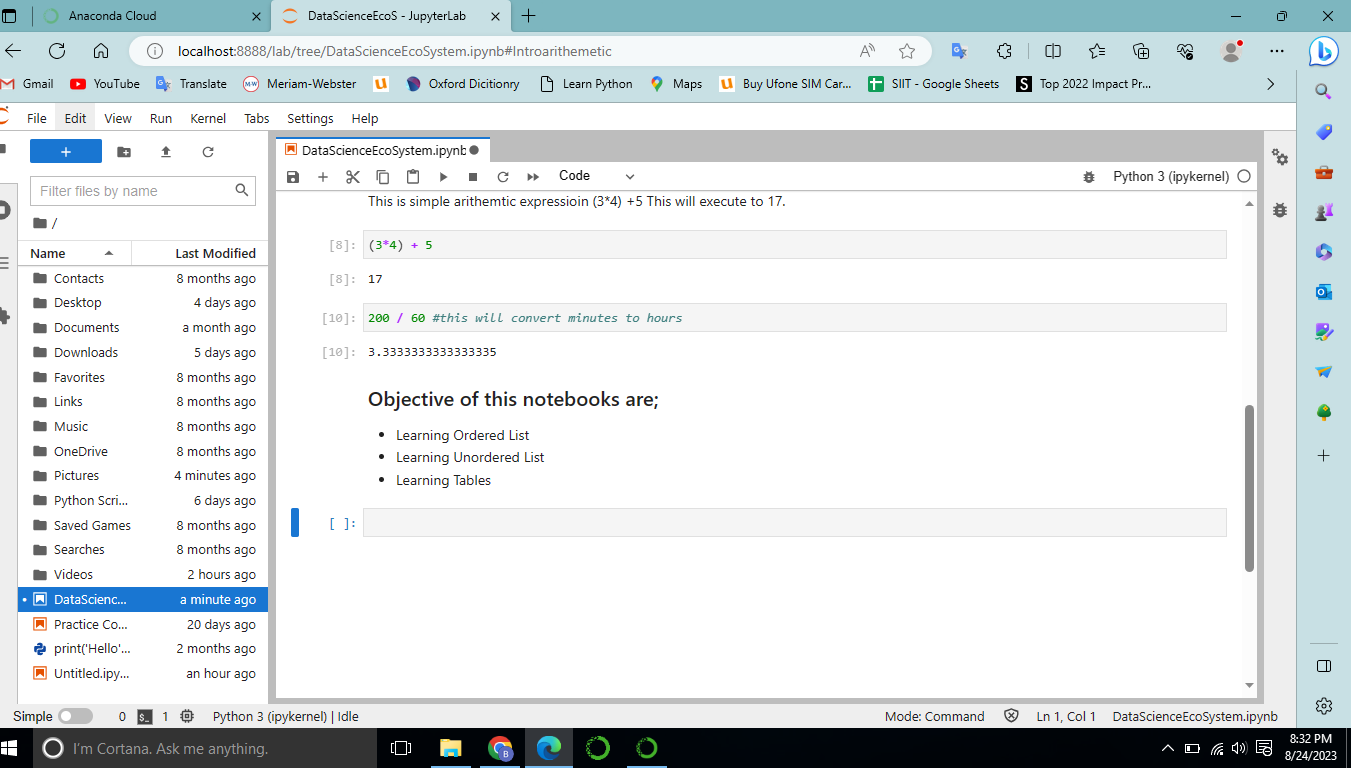 Anaconda Cloud
DataScienceEcoS - JupyterLab
localhost:8888/lab/tree/DataScienceEcoSystem.ipynb#Introarithemetic
Gmail YouTube Translate Meriam-Webster Oxford Dicitionry Learn Python Maps Buy Ufone SIM Car... SIIT - Google Sheets Top 2022 Impact Pr...
File Edit View Run Kernel Tabs Settings Help
DataScienceEcoSystem.ipynb
Code
Python 3 (ipykernel)
Filter files by name
/
Name Last Modified
Contacts 8 months ago
Desktop 4 days ago
Documents a month ago
Downloads 5 days ago
Favorites 8 months ago
Links 8 months ago
Music 8 months ago
OneDrive 8 months ago
Pictures 4 minutes ago
Python Scri... 6 days ago
Saved Games 8 months ago
Searches 8 months ago
Videos 2 hours ago
DataScienc... a minute ago
Practice Co... 20 days ago
print('Hello'... 2 months ago
Untitled.ipy... an hour ago
This is simple arithemtic expressioin (3*4) +5 This will execute to 17.
[8]: (3*4) + 5
[8]: 17
[10]: 200 / 60 #this will convert minutes to hours
[10]: 3.3333333333333335
Objective of this notebooks are;
• Learning Ordered List
• Learning Unordered List
• Learning Tables
[ ]:
Simple 0 1 Python 3 (ipykernel) | Idle
Mode: Command Ln 1, Col 1 DataScienceEcoSystem.ipynb
I'm Cortana. Ask me anything.
8:32 PM
8/24/2023